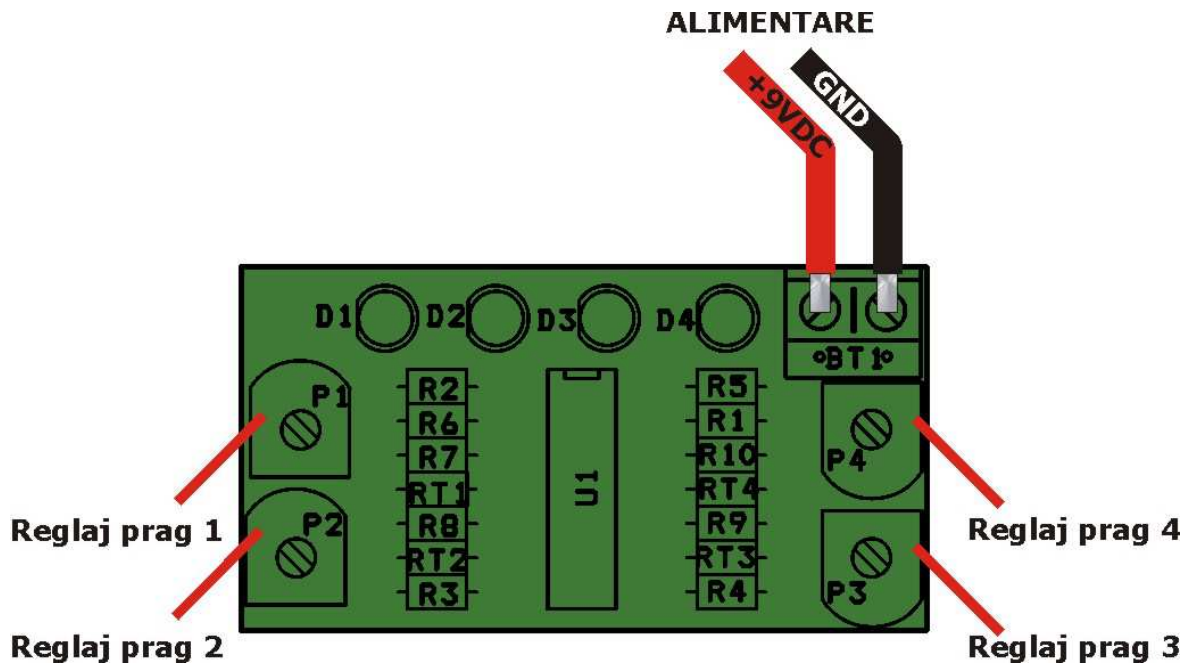 ALIMENTARE
+9VDC
GND
D1
D2
D3
D4
BT1
P1
R2
R5
R6
R1
P4
R7
R10
RT1
U1
RT4
Reglaj prag 1
P2
R8
R9
Reglaj prag 4
RT2
RT3
R3
R4
P3
Reglaj prag 2
Reglaj prag 3